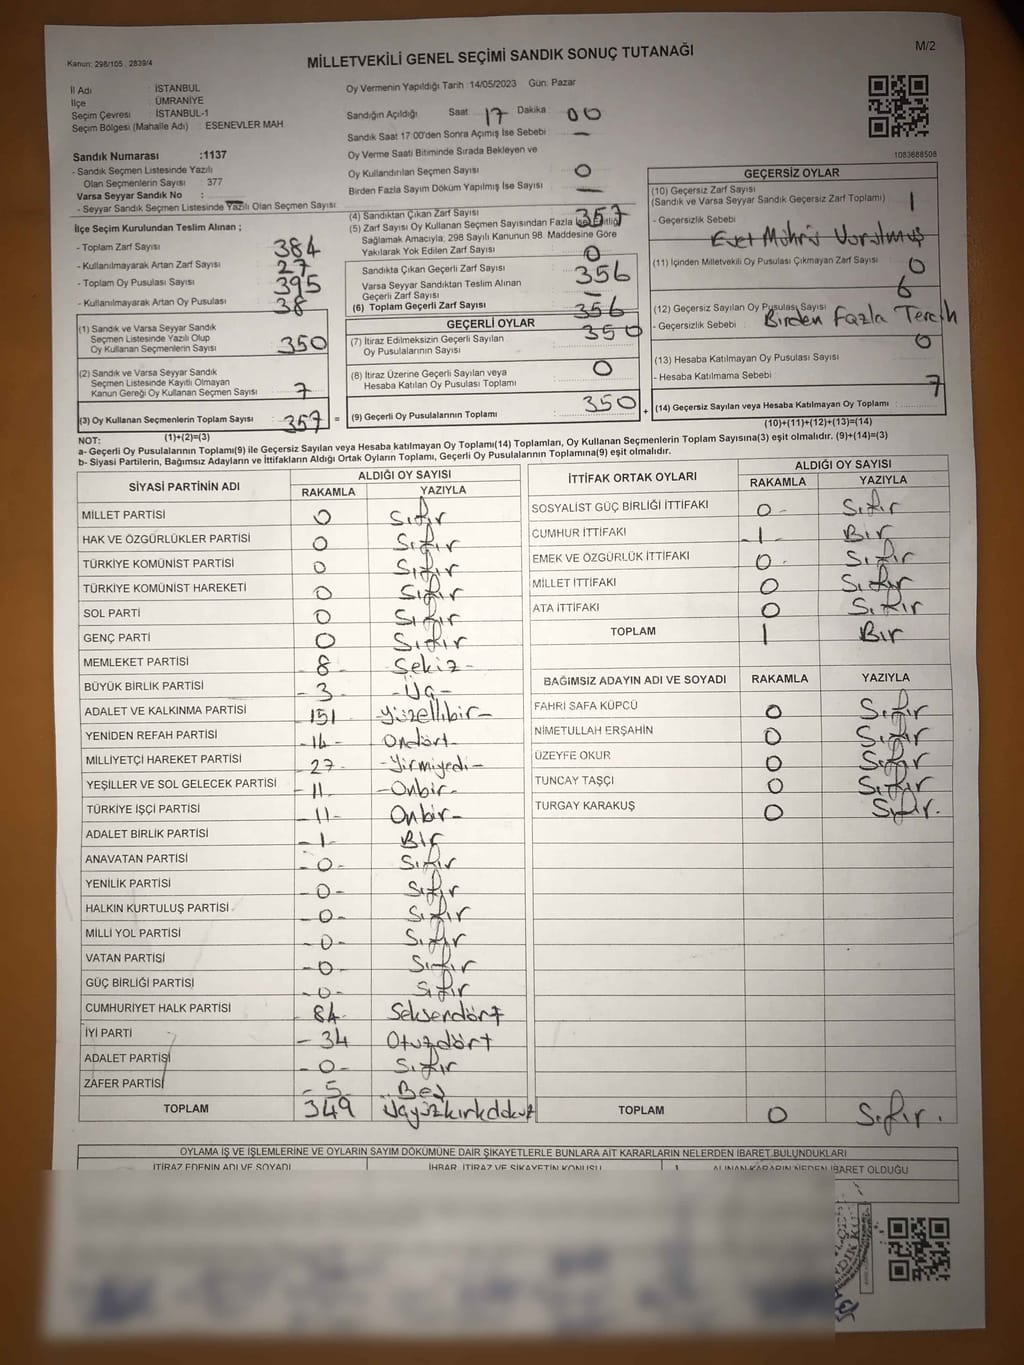 Kanun: 298/105 , 2839/4
MİLLETVEKİLİ GENEL SEÇİMİ SANDIK SONUÇ TUTANAĞI
M/2
İl Adı : İSTANBUL
İlçe : ÜMRANİYE
Seçim Çevresi : İSTANBUL-1
Seçim Bölgesi (Mahalle Adı) : ESENEVLER MAH
Oy Vermenin Yapıldığı Tarih :14/05/2023 Gün: Pazar
Sandığın Açıldığı Saat : 17 Dakika : 00
Sandık Saat 17:00'den Sonra Açımış İse Sebebi : —
Oy Verme Saati Bitiminde Sırada Bekleyen ve
Oy Kullandırılan Seçmen Sayısı : 0
Birden Fazla Sayım Döküm Yapılmış İse Sayısı : —
1083688508
Sandık Numarası :1137
- Sandık Seçmen Listesinde Yazılı
Olan Seçmenlerin Sayısı : 377
Varsa Seyyar Sandık No : —
- Seyyar Sandık Seçmen Listesinde Yazılı Olan Seçmen Sayısı:
İlçe Seçim Kurulundan Teslim Alınan ;
- Toplam Zarf Sayısı : 384
- Kullanılmayarak Artan Zarf Sayısı : 27
- Toplam Oy Pusulası Sayısı : 395
- Kullanılmayarak Artan Oy Pusulası : 38
(1) Sandık ve Varsa Seyyar Sandık
Seçmen Listesinde Yazılı Olup
Oy Kullanan Seçmenlerin Sayısı : 350
(2) Sandık ve Varsa Seyyar Sandık
Seçmen Listesinde Kayıtlı Olmayan
Kanun Gereği Oy Kullanan Seçmen Sayısı : 7
(3) Oy Kullanan Seçmenlerin Toplam Sayısı : 357 =
(1)+(2)=(3)
(4) Sandıktan Çıkan Zarf Sayısı : 357
(5) Zarf Sayısı Oy Kullanan Seçmen Sayısından Fazla İse, Eşitliği
Sağlamak Amacıyla; 298 Sayılı Kanunun 98. Maddesine Göre
Yakılarak Yok Edilen Zarf Sayısı : 0
Sandıkta Çıkan Geçerli Zarf Sayısı : 356
Varsa Seyyar Sandıktan Teslim Alınan
Geçerli Zarf Sayısı : —
(6) Toplam Geçerli Zarf Sayısı : 356
GEÇERLİ OYLAR
(7) İtiraz Edilmeksizin Geçerli Sayılan
Oy Pusulalarının Sayısı : 350
(8) İtiraz Üzerine Geçerli Sayılan veya
Hesaba Katılan Oy Pusulası Toplamı : 0
(9) Geçerli Oy Pusulalarının Toplamı : 350 +
GEÇERSİZ OYLAR
(10) Geçersiz Zarf Sayısı
(Sandık ve Varsa Seyyar Sandık Geçersiz Zarf Toplamı) : 1
- Geçersizlik Sebebi :
Evet Mührü Vurulmuş
(11) İçinden Milletvekili Oy Pusulası Çıkmayan Zarf Sayısı : 0
6
(12) Geçersiz Sayılan Oy Pusulası Sayısı
- Geçersizlik Sebebi : Birden Fazla Tercih
0
(13) Hesaba Katılmayan Oy Pusulası Sayısı
- Hesaba Katılmama Sebebi :
7
(14) Geçersiz Sayılan veya Hesaba Katılmayan Oy Toplamı :
(10)+(11)+(12)+(13)=(14)
NOT:
a- Geçerli Oy Pusulalarının Toplamı(9) ile Geçersiz Sayılan veya Hesaba katılmayan Oy Toplamı(14) Toplamları, Oy Kullanan Seçmenlerin Toplam Sayısına(3) eşit olmalıdır. (9)+(14)=(3)
b- Siyasi Partilerin, Bağımsız Adayların ve İttifakların Aldığı Ortak Oyların Toplamı, Geçerli Oy Pusulalarının Toplamına(9) eşit olmalıdır.
SİYASİ PARTİNİN ADI ALDIĞI OY SAYISI
RAKAMLA YAZIYLA
MİLLET PARTİSİ 0 Sıfır
HAK VE ÖZGÜRLÜKLER PARTİSİ 0 Sıfır
TÜRKİYE KOMÜNİST PARTİSİ 0 Sıfır
TÜRKİYE KOMÜNİST HAREKETİ 0 Sıfır
SOL PARTİ 0 Sıfır
GENÇ PARTİ 0 Sıfır
MEMLEKET PARTİSİ 8 Sekiz-
BÜYÜK BİRLİK PARTİSİ -3- -Üç-
ADALET VE KALKINMA PARTİSİ -151- -Yüzellibir-
YENİDEN REFAH PARTİSİ -14- Ondört-
MİLLİYETÇİ HAREKET PARTİSİ -27- -Yirmiyedi-
YEŞİLLER VE SOL GELECEK PARTİSİ -11- -Onbir-
TÜRKİYE İŞÇİ PARTİSİ -11- Onbir-
ADALET BİRLİK PARTİSİ -1- Bir
ANAVATAN PARTİSİ -0- Sıfır
YENİLİK PARTİSİ -0- Sıfır
HALKIN KURTULUŞ PARTİSİ -0- Sıfır
MİLLİ YOL PARTİSİ -0- Sıfır
VATAN PARTİSİ -0- Sıfır
GÜÇ BİRLİĞİ PARTİSİ -0- Sıfır
CUMHURİYET HALK PARTİSİ -84- Seksendört
İYİ PARTİ -34 Otuzdört
ADALET PARTİSİ -0- Sıfır
ZAFER PARTİSİ -5- Beş
TOPLAM 349 Üçyüzkırkdokuz
İTTİFAK ORTAK OYLARI ALDIĞI OY SAYISI
RAKAMLA YAZIYLA
SOSYALİST GÜÇ BİRLİĞİ İTTİFAKI 0- Sıfır
CUMHUR İTTİFAKI -1- Bir
EMEK VE ÖZGÜRLÜK İTTİFAKI 0- Sıfır
MİLLET İTTİFAKI 0 Sıfır
ATA İTTİFAKI 0 Sıfır
TOPLAM 1 Bir
BAĞIMSIZ ADAYIN ADI VE SOYADI RAKAMLA YAZIYLA
FAHRİ SAFA KÜPCÜ 0 Sıfır
NİMETULLAH ERŞAHİN 0 Sıfır
ÜZEYFE OKUR 0 Sıfır
TUNCAY TAŞÇI 0 Sıfır
TURGAY KARAKUŞ 0 Sıfır.
TOPLAM 0 Sıfır.
OYLAMA İŞ VE İŞLEMLERİNE VE OYLARIN SAYIM DÖKÜMÜNE DAİR ŞİKAYETLERLE BUNLARA AİT KARARLARIN NELERDEN İBARET BULUNDUKLARI
İTİRAZ EDENİN ADI VE SOYADI İHBAR, İTİRAZ VE ŞİKAYETİN KONUSU ALINAN KARARIN NEDEN İBARET OLDUĞU